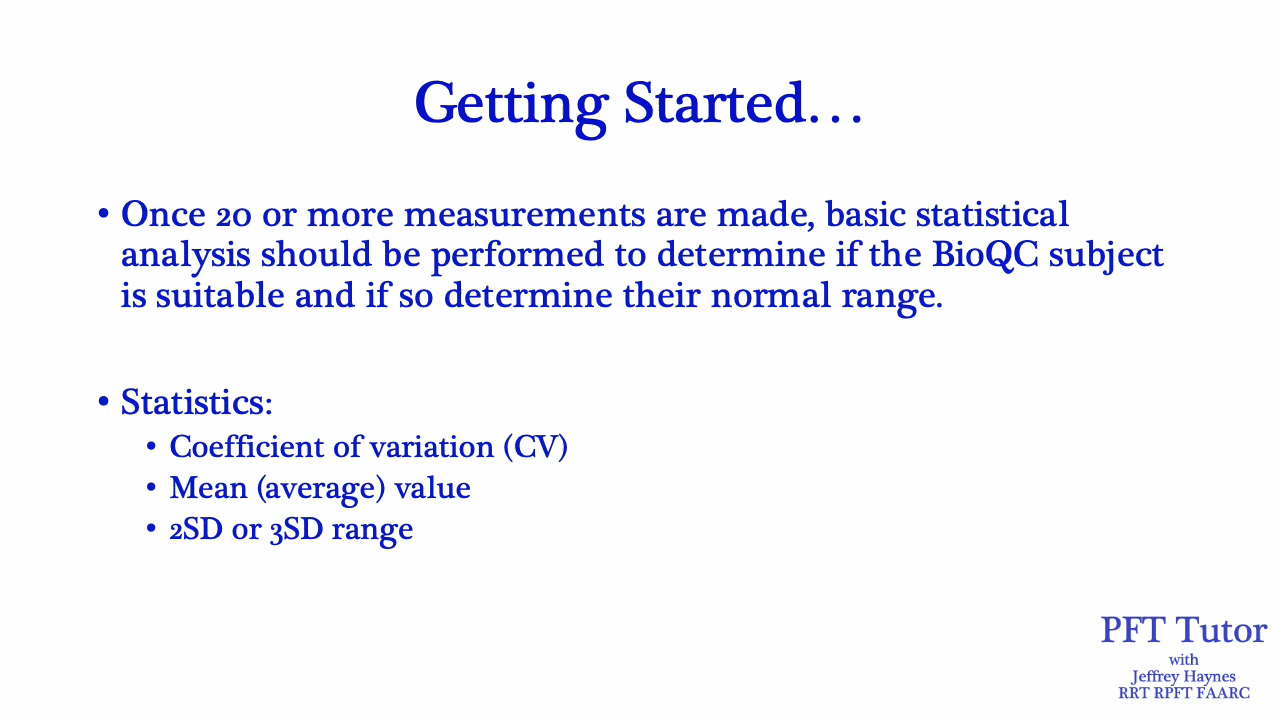 Getting Started...
• Once 20 or more measurements are made, basic statistical
analysis should be performed to determine if the BioQC subject
is suitable and if so determine their normal range.
• Statistics:
• Coefficient of variation (CV)
• Mean (average) value
• 2SD or 3SD range
PFT Tutor
with
Jeffrey Haynes
RRT RPFT FAARC